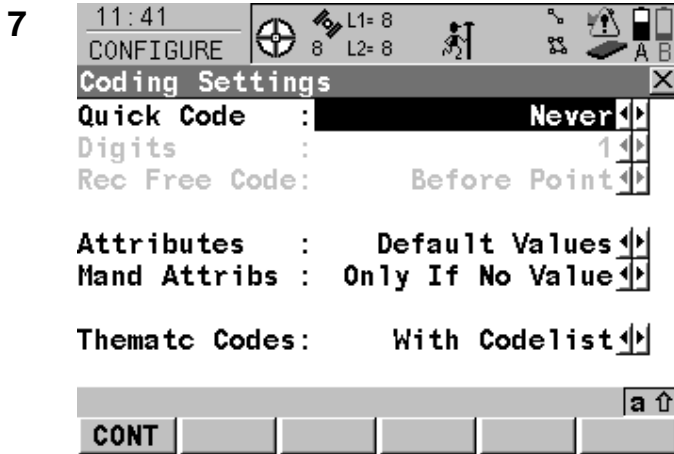 7
11:41
L1= 8
CONFIGURE
8 L2= 8
A B
Coding Settings
Quick Code : Never
Digits : 1
Rec Free Code: Before Point
Attributes : Default Values
Mand Attribs : Only If No Value
Thematc Codes: With Codelist
a
CONT